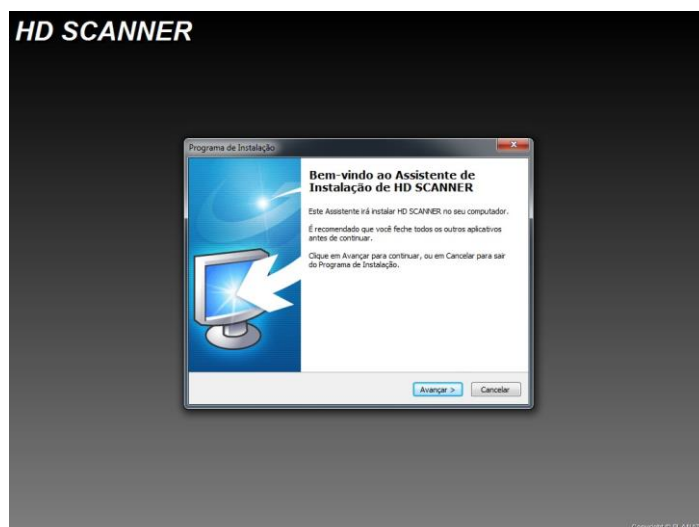 HD SCANNER
Programa de Instalação
Bem-vindo ao Assistente de
Instalação de HD SCANNER
Este Assistente irá instalar HD SCANNER no seu computador.
É recomendado que você feche todos os outros aplicativos
antes de continuar.
Clique em Avançar para continuar, ou em Cancelar para sair
do Programa de Instalação.
Avançar >
Cancelar
Copyright ©